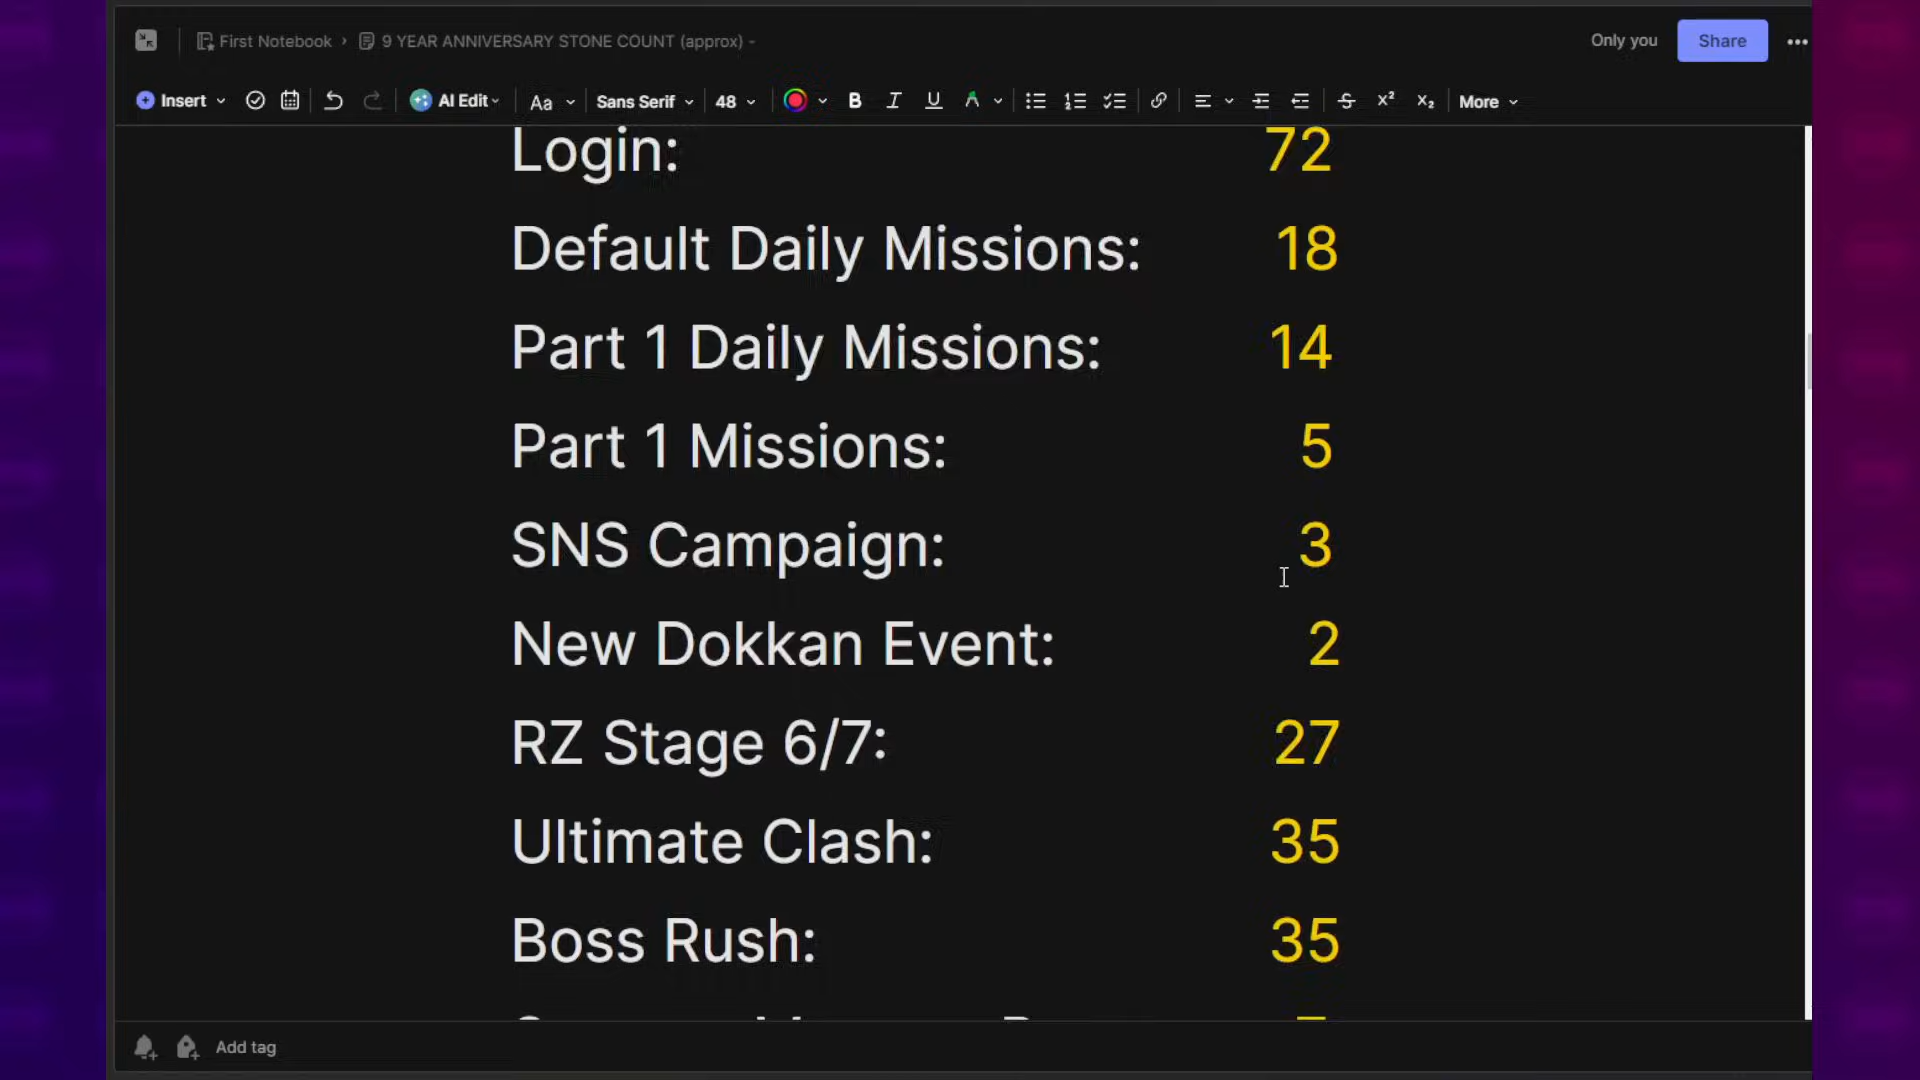 First Notebook › 9 YEAR ANNIVERSARY STONE COUNT (approx)
Only you
Share
Insert
AI Edit
Aa
Sans Serif
48
B I U A
S x² x₂
More
Login: 72
Default Daily Missions: 18
Part 1 Daily Missions: 14
Part 1 Missions: 5
SNS Campaign: 3
New Dokkan Event: 2
RZ Stage 6/7: 27
Ultimate Clash: 35
Boss Rush: 35
Add tag